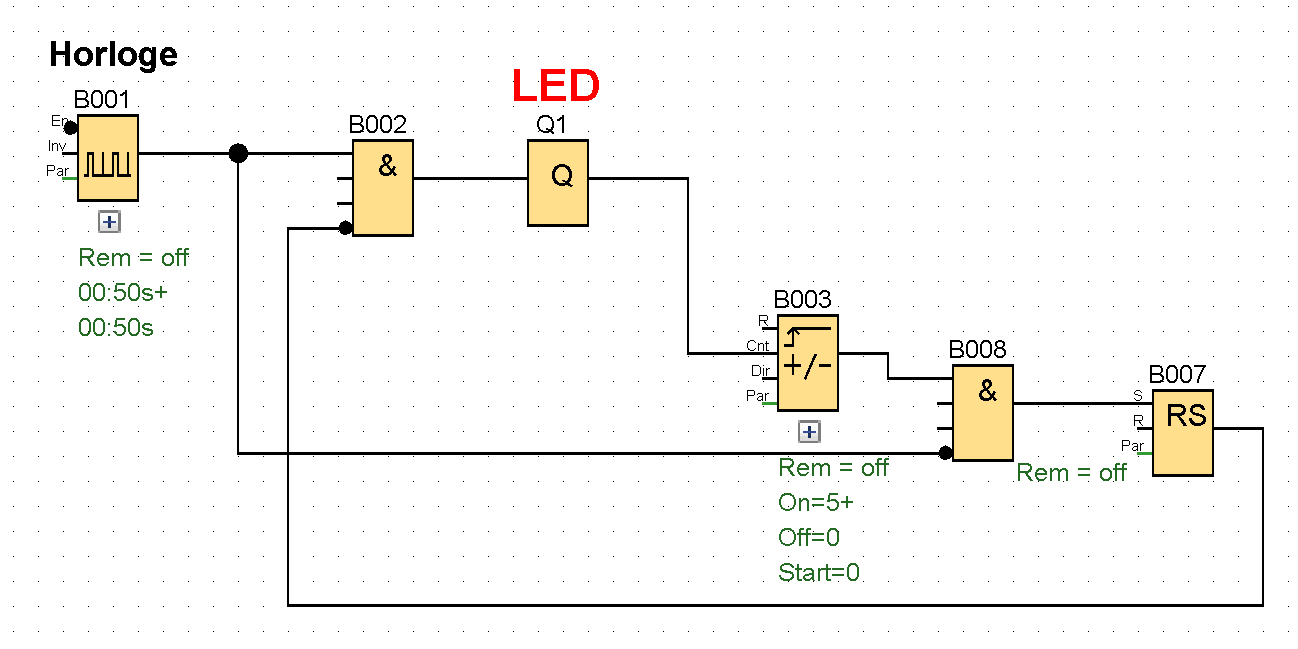 Horloge
LED
B001
En
Inv
Par
Rem = off
00:50s+
00:50s
B002
&
Q1
Q
B003
R
Cnt
Dir
Par
+/-
Rem = off
On=5+
Off=0
Start=0
B008
&
B007
S
R
Par
RS
Rem = off